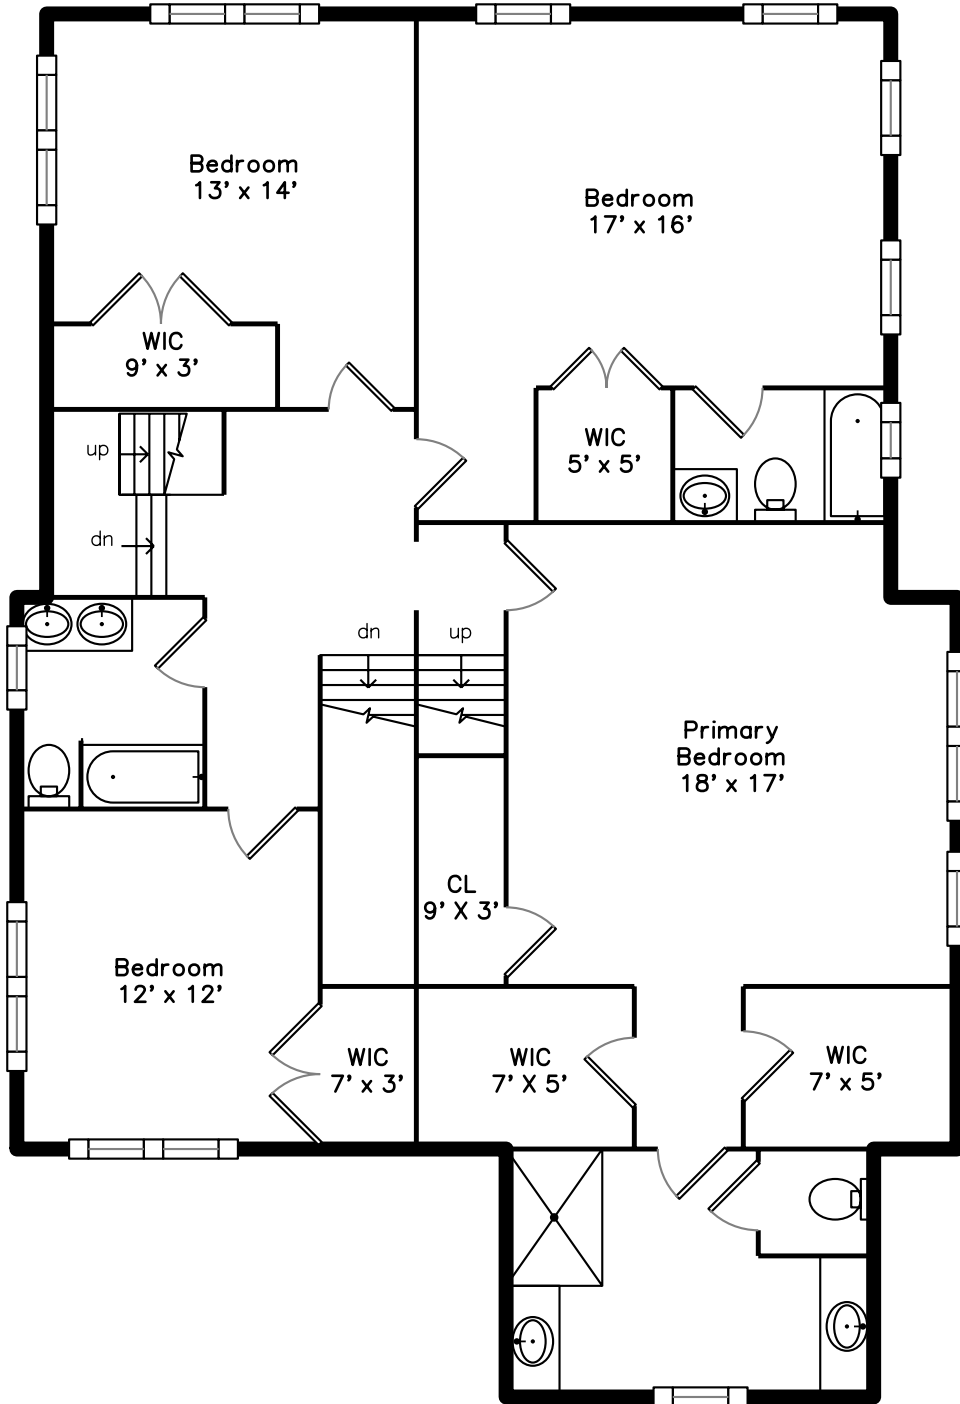 Bedroom
13' x 14'
Bedroom
17' x 16'
WIC
9' x 3'
WIC
5' x 5'
up
dn
dn
up
Primary
Bedroom
18' x 17'
CL
9' X 3'
Bedroom
12' x 12'
WIC
7' x 3'
WIC
7' X 5'
WIC
7' x 5'